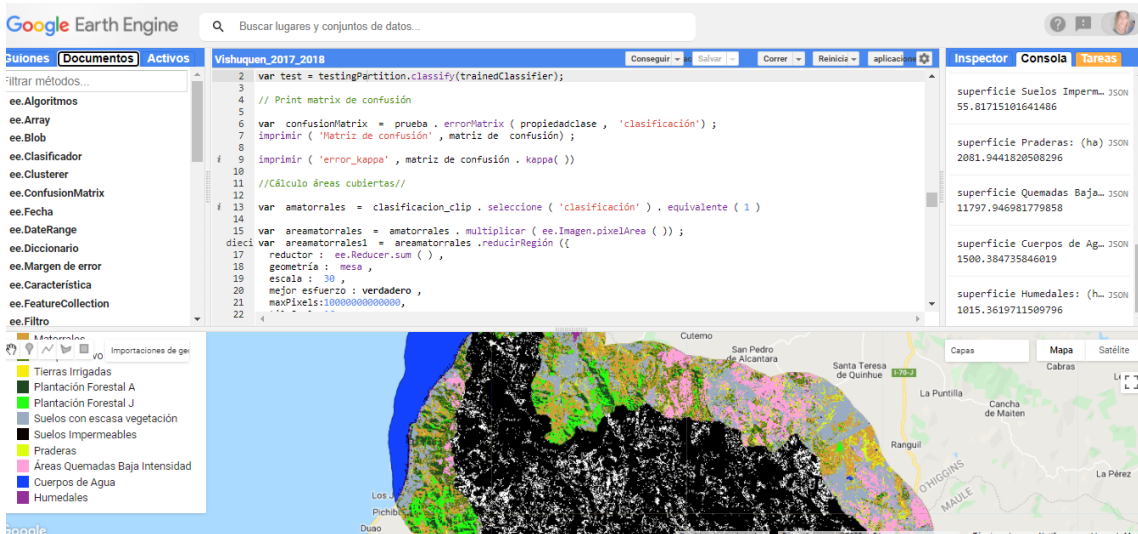 Google Earth Engine
Buscar lugares y conjuntos de datos...
Guiones Documentos Activos
Filtrar métodos...
ee.Algoritmos
ee.Array
ee.Blob
ee.Clasificador
ee.Clusterer
ee.ConfusionMatrix
ee.Fecha
ee.DateRange
ee.Diccionario
ee.Margen de error
ee.Característica
ee.FeatureCollection
ee.Filtro
Vishuquen_2017_2018
Conseguir
Salvar
Correr
Reinicia
aplicacione
2 var test = testingPartition.classify(trainedClassifier);
3
4 // Print matriz de confusión
5
6 var confusionMatrix = prueba . errorMatrix ( propiedadclase , 'clasificación') ;
7 imprimir ( 'Matriz de confusión' , matriz de confusión) ;
8
i 9 imprimir ( 'error_kappa' , matriz de confusión . kappa( ))
10
11 //Cálculo áreas cubiertas//
12
i 13 var amatorrales = clasificacion_clip . seleccione ( 'clasificación' ) . equivalente ( 1 )
14
15 var areamatorrales = amatorrales . multiplicar ( ee.Imagen.pixelArea ( )) ;
dieci var areamatorrales1 = areamatorrales .reducirRegión ({
17 reductor : ee.Reducer.sum ( ) ,
18 geometría : mesa ,
19 escala : 30 ,
20 mejor esfuerzo : verdadero ,
21 maxPixels:10000000000000,
22
Inspector Consola Tareas
superficie Suelos Imperm… JSON
55.81715101641486
superficie Praderas: (ha) JSON
2081.9441820508296
superficie Quemadas Baja… JSON
11797.946981779858
superficie Cuerpos de Ag… JSON
1500.384735846019
superficie Humedales: (h… JSON
1015.3619711509796
Matorrales
vo
Importaciones de ge
Tierras Irrigadas
Plantación Forestal A
Plantación Forestal J
Suelos con escasa vegetación
Suelos Impermeables
Praderas
Áreas Quemadas Baja Intensidad
Cuerpos de Agua
Humedales
Google
Cutemo
San Pedro
de Alcantara
Santa Teresa
de Quinhue
I-70-J
Capas
Mapa Satélite
Cabras
La Puntilla
Cancha
de Maiten
Ranguil
O'HIGGINS
MAULE
La Pérez
Los
Pichib
Duao